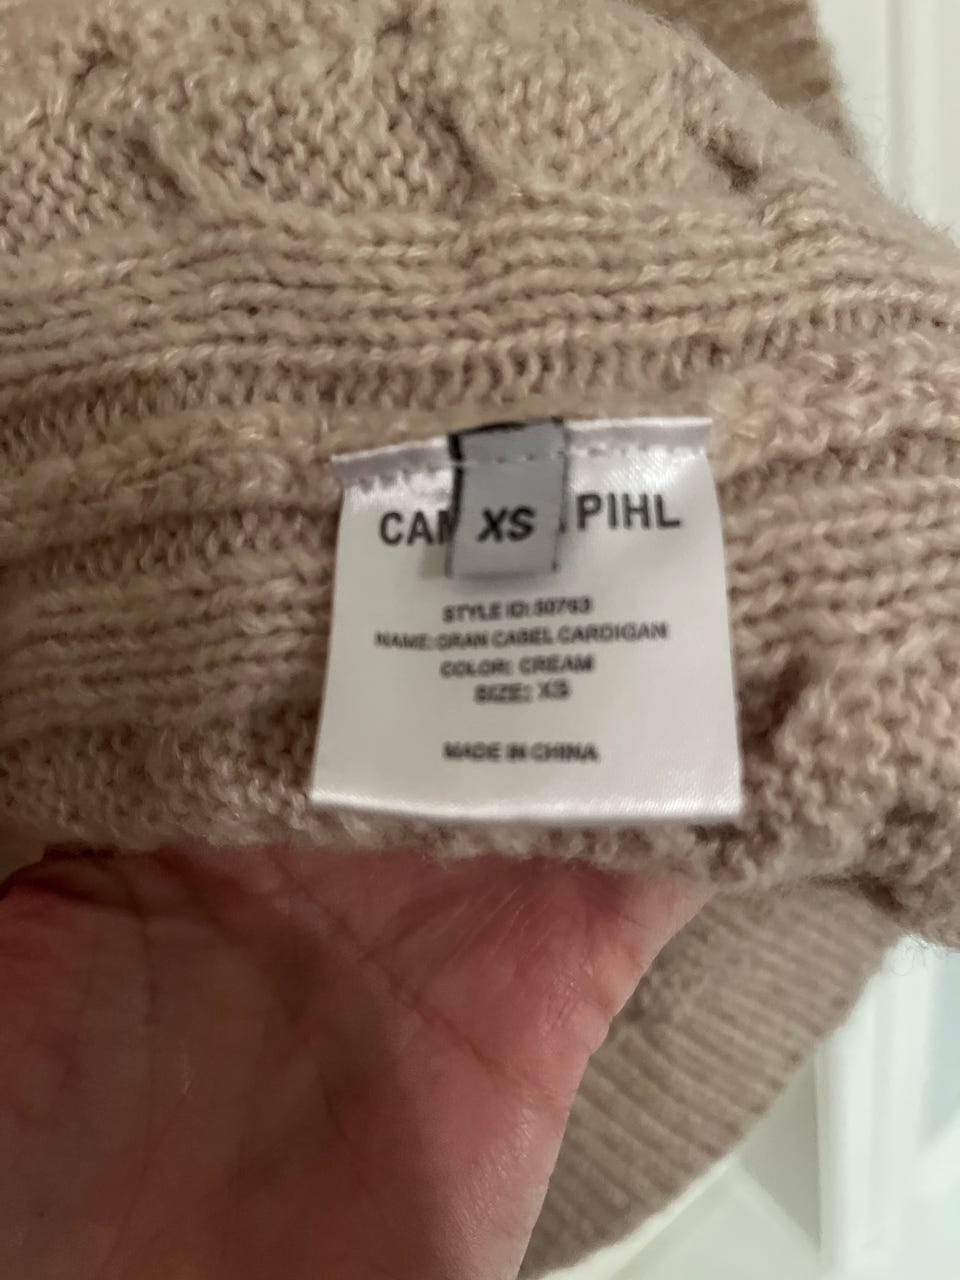 CAM PIHL
XS
STYLE ID: 50763
NAME: GRAN CABEL CARDIGAN
COLOR: CREAM
SIZE: XS
MADE IN CHINA